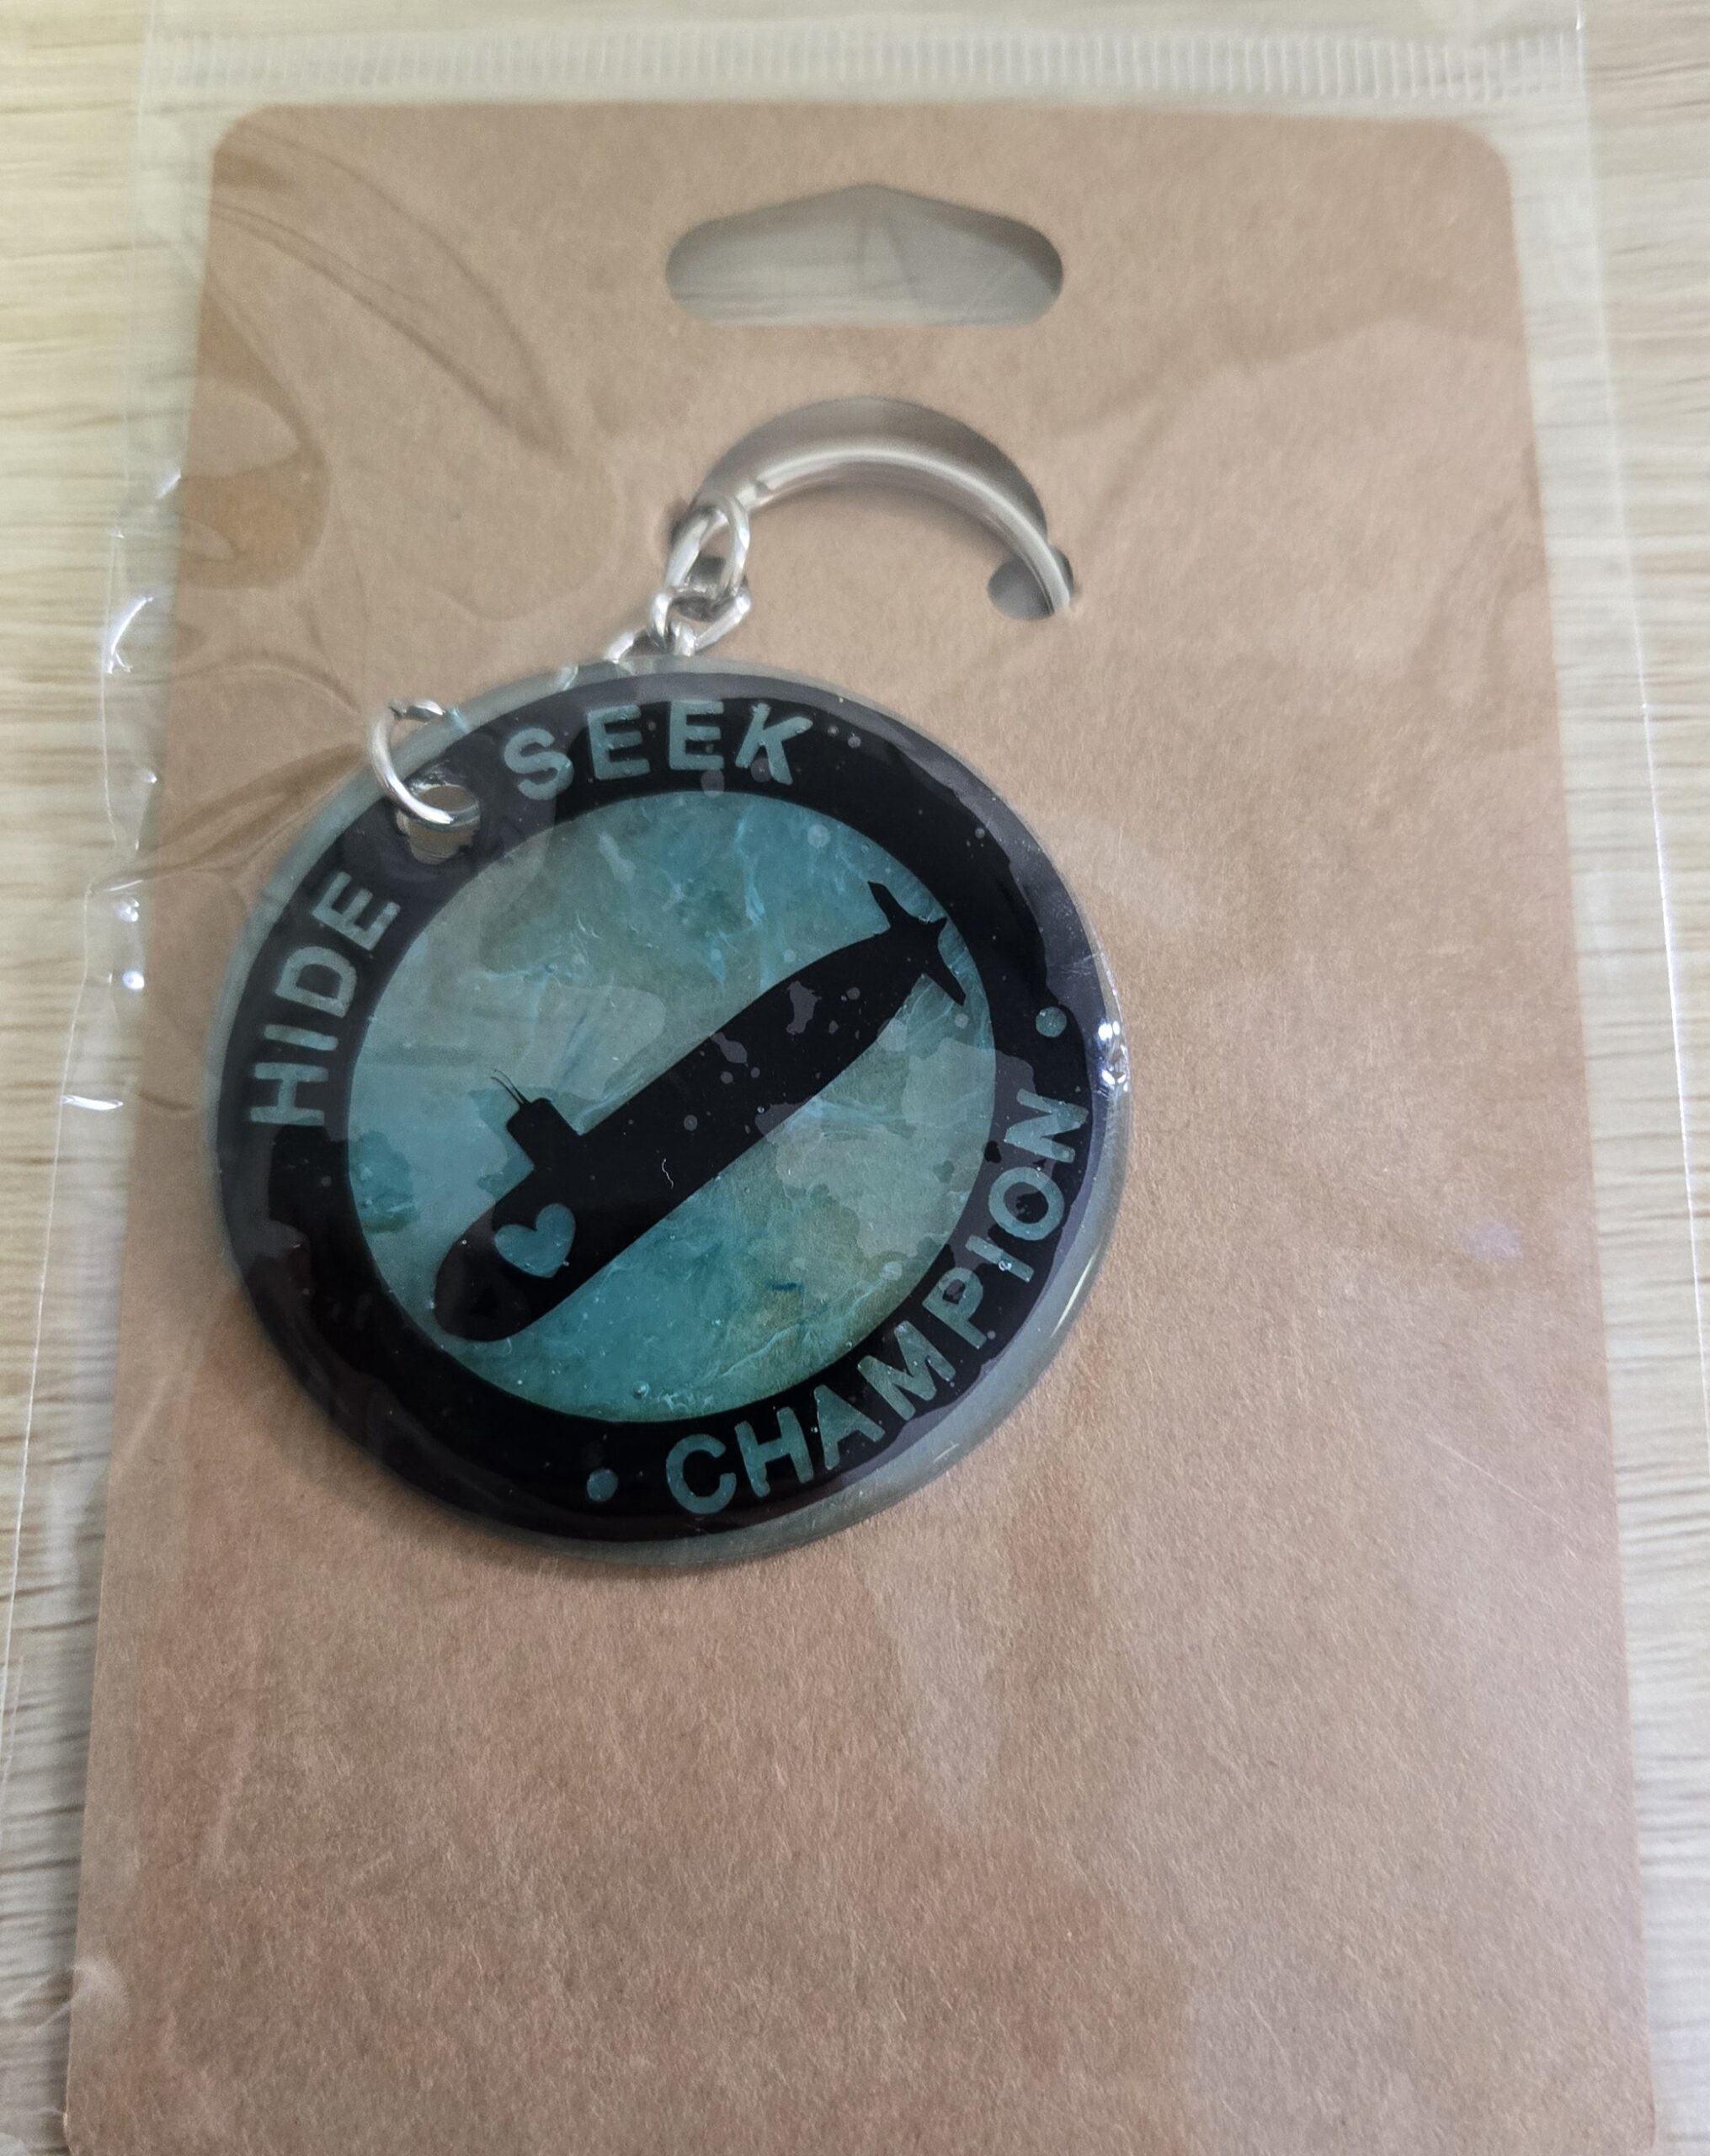 HIDE SEEK
• CHAMPION •